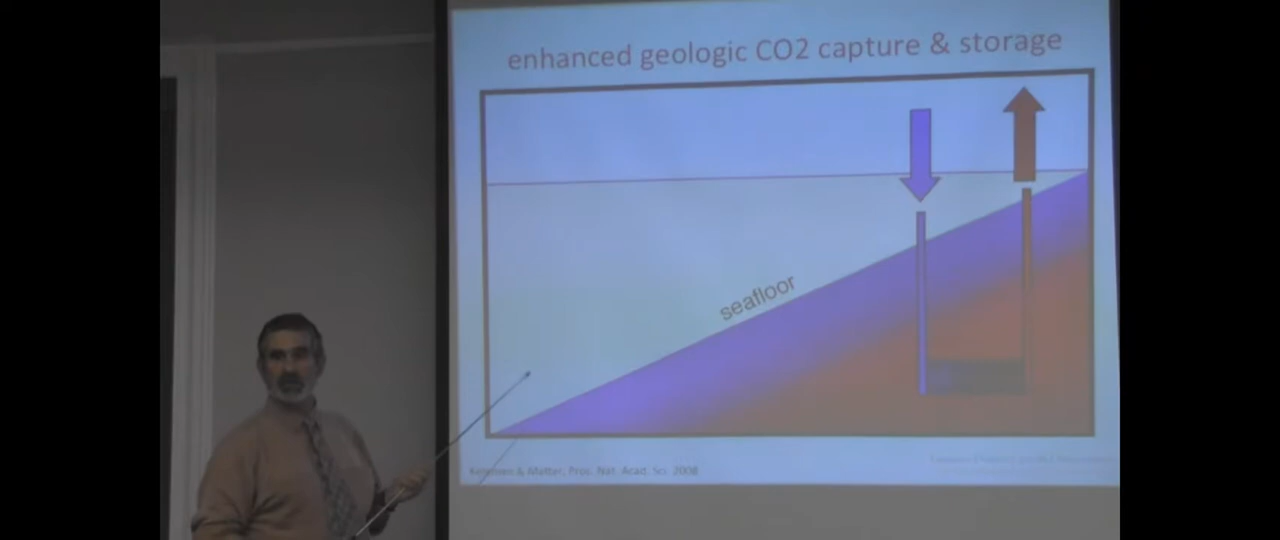 enhanced geologic CO2 capture & storage
seafloor
Kelemen & Matter, Proc. Nat. Acad. Sci. 2008